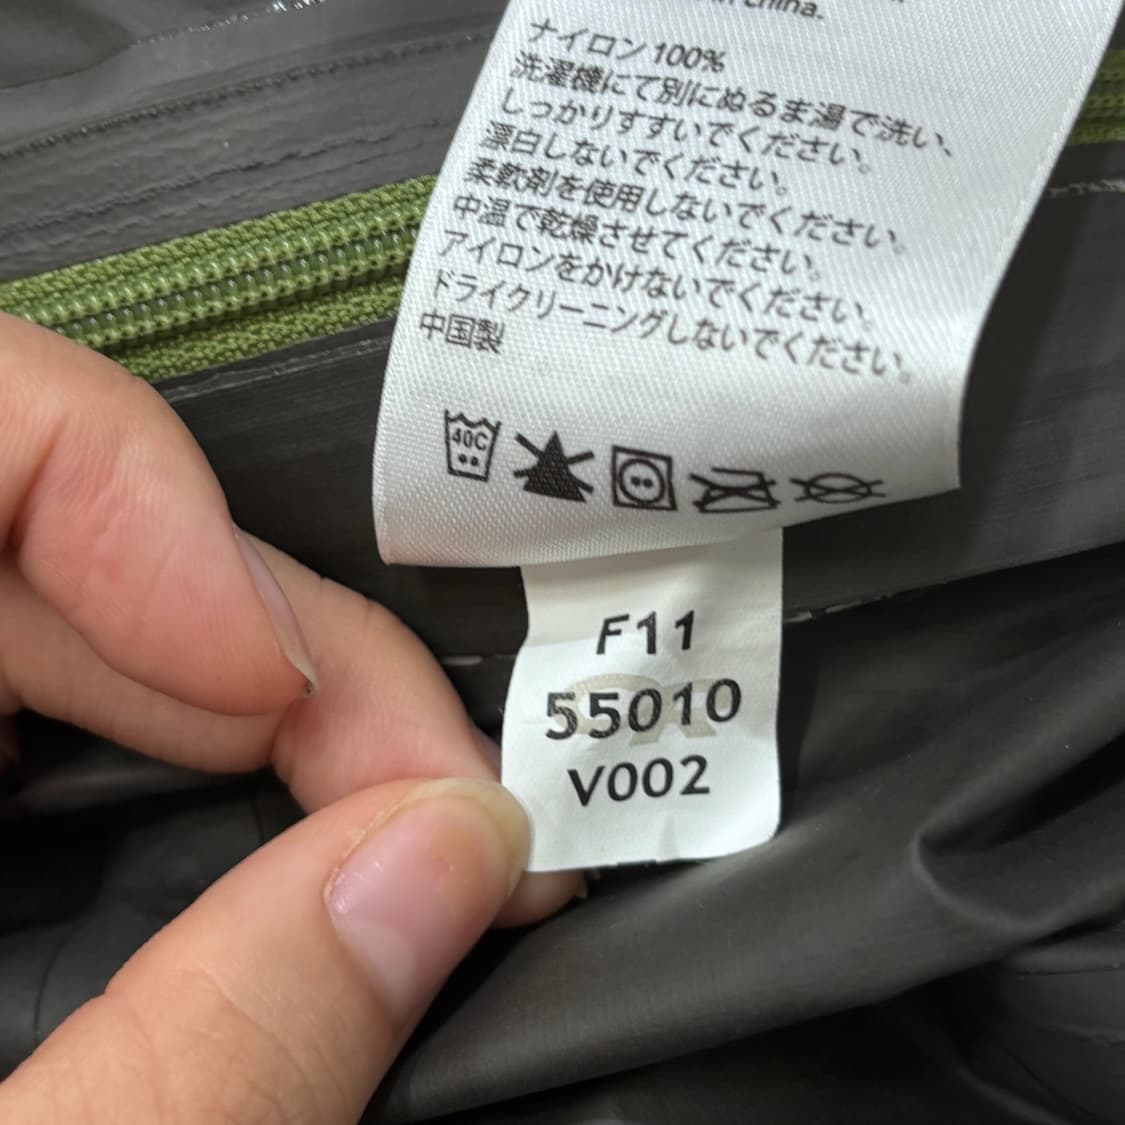 in China.
ナイロン100%
洗濯機にて別にぬるま湯で洗い、
しっかりすすいでください。
漂白しないでください。
柔軟剤を使用しないでください。
中温で乾燥させてください。
アイロンをかけないでください。
ドライクリーニングしないでください。
中国製
40C
F11
55010
V002